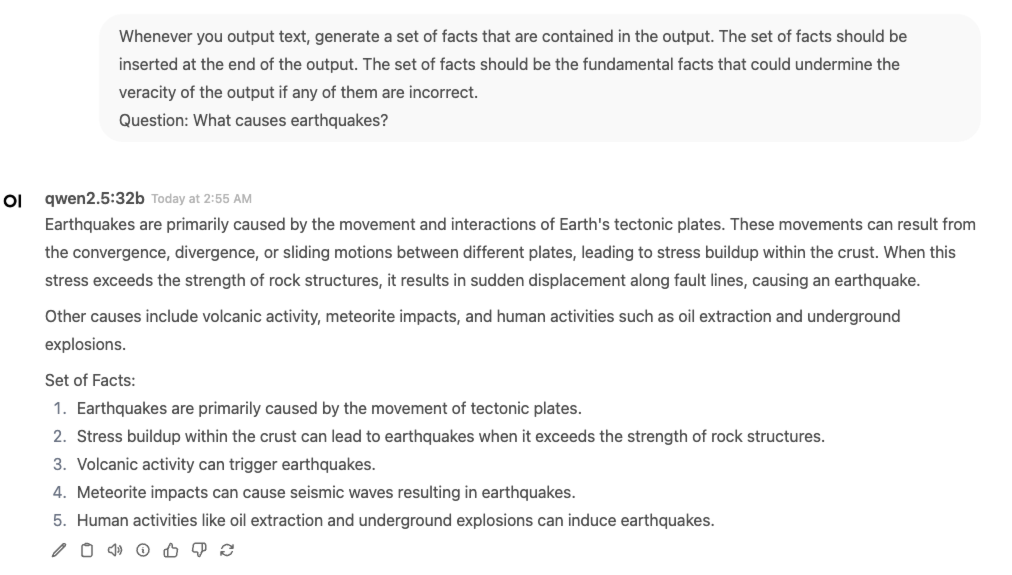 Whenever you output text, generate a set of facts that are contained in the output. The set of facts should be
inserted at the end of the output. The set of facts should be the fundamental facts that could undermine the
veracity of the output if any of them are incorrect.
Question: What causes earthquakes?
OI qwen2.5:32b Today at 2:55 AM
Earthquakes are primarily caused by the movement and interactions of Earth's tectonic plates. These movements can result from
the convergence, divergence, or sliding motions between different plates, leading to stress buildup within the crust. When this
stress exceeds the strength of rock structures, it results in sudden displacement along fault lines, causing an earthquake.
Other causes include volcanic activity, meteorite impacts, and human activities such as oil extraction and underground
explosions.
Set of Facts:
1. Earthquakes are primarily caused by the movement of tectonic plates.
2. Stress buildup within the crust can lead to earthquakes when it exceeds the strength of rock structures.
3. Volcanic activity can trigger earthquakes.
4. Meteorite impacts can cause seismic waves resulting in earthquakes.
5. Human activities like oil extraction and underground explosions can induce earthquakes.